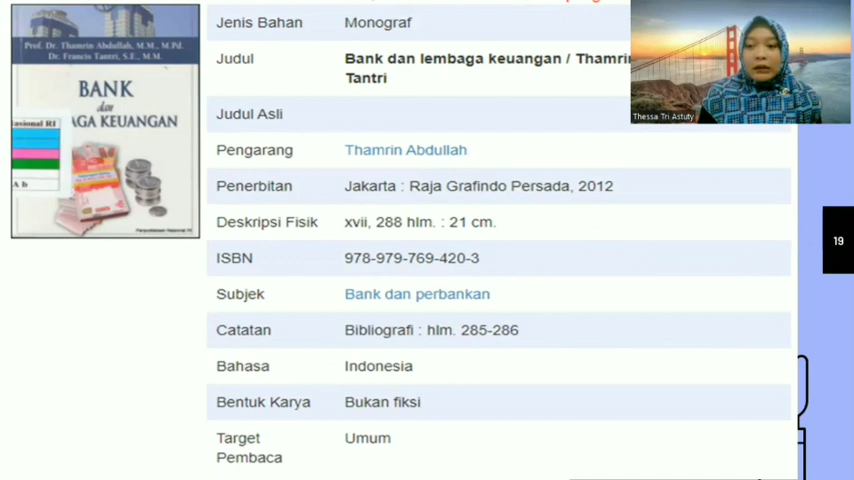 Prof. Dr. Thamrin Abdullah, M.M., M.Pd.
Dr. Francis Tantri, S.E., M.M.
BANK
dan
AGA KEUANGAN
asional RI
A b
Perpustakaan Nasional RI
Jenis Bahan Monograf
Judul Bank dan lembaga keuangan / Thamrin
Tantri
Judul Asli
Pengarang Thamrin Abdullah
Penerbitan Jakarta : Raja Grafindo Persada, 2012
Deskripsi Fisik xvii, 288 hlm. : 21 cm.
ISBN 978-979-769-420-3
Subjek Bank dan perbankan
Catatan Bibliografi : hlm. 285-286
Bahasa Indonesia
Bentuk Karya Bukan fiksi
Target Umum
Pembaca
Thessa Tri Astuty
19